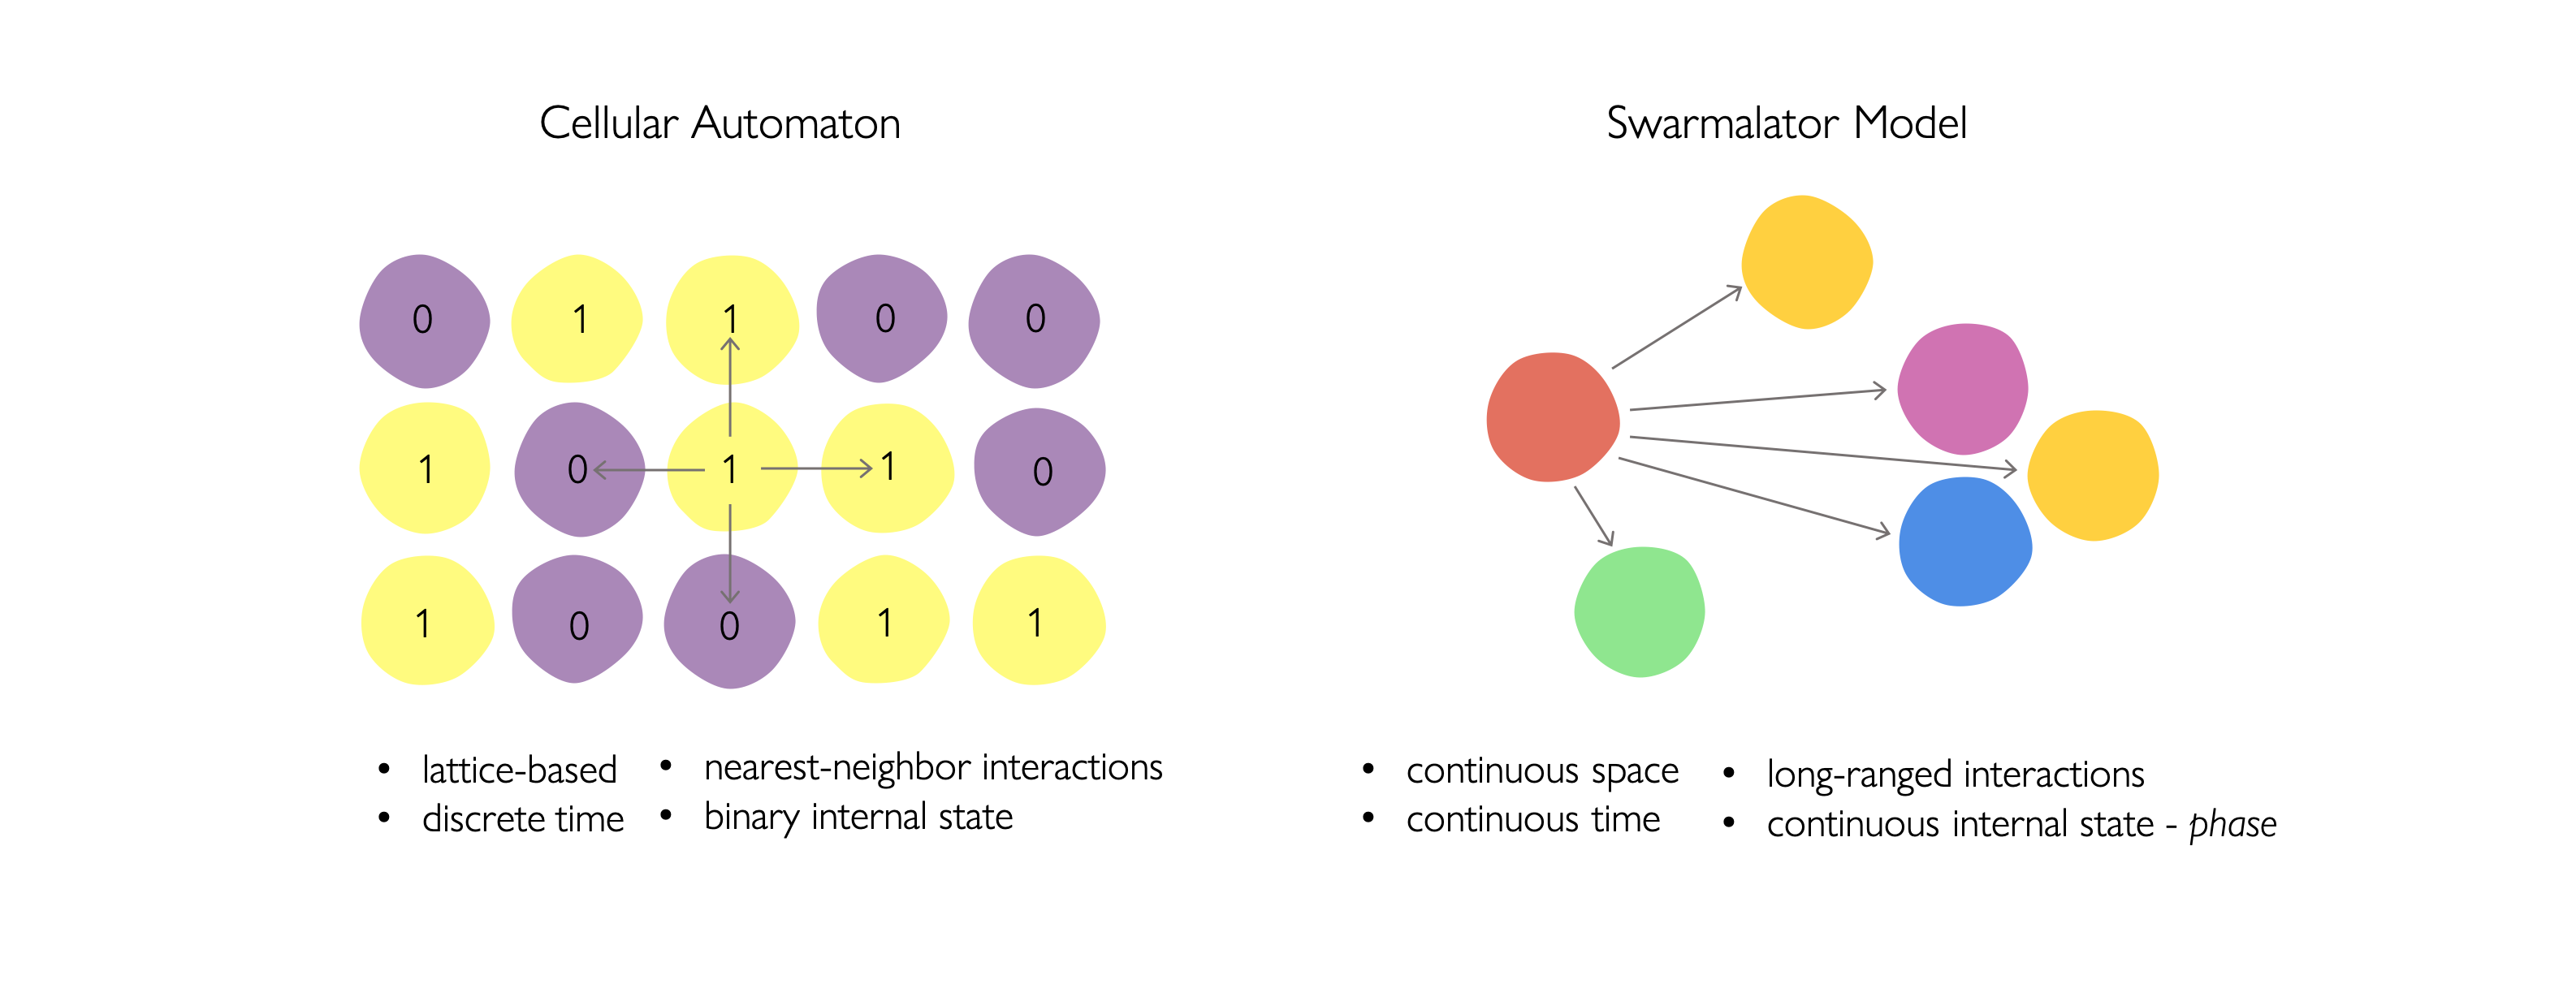 Cellular Automaton
0 1 1 0 0
1 0 1 1 0
1 0 0 1 1
• lattice-based
• discrete time
• nearest-neighbor interactions
• binary internal state
Swarmalator Model
• continuous space
• continuous time
• long-ranged interactions
• continuous internal state - phase